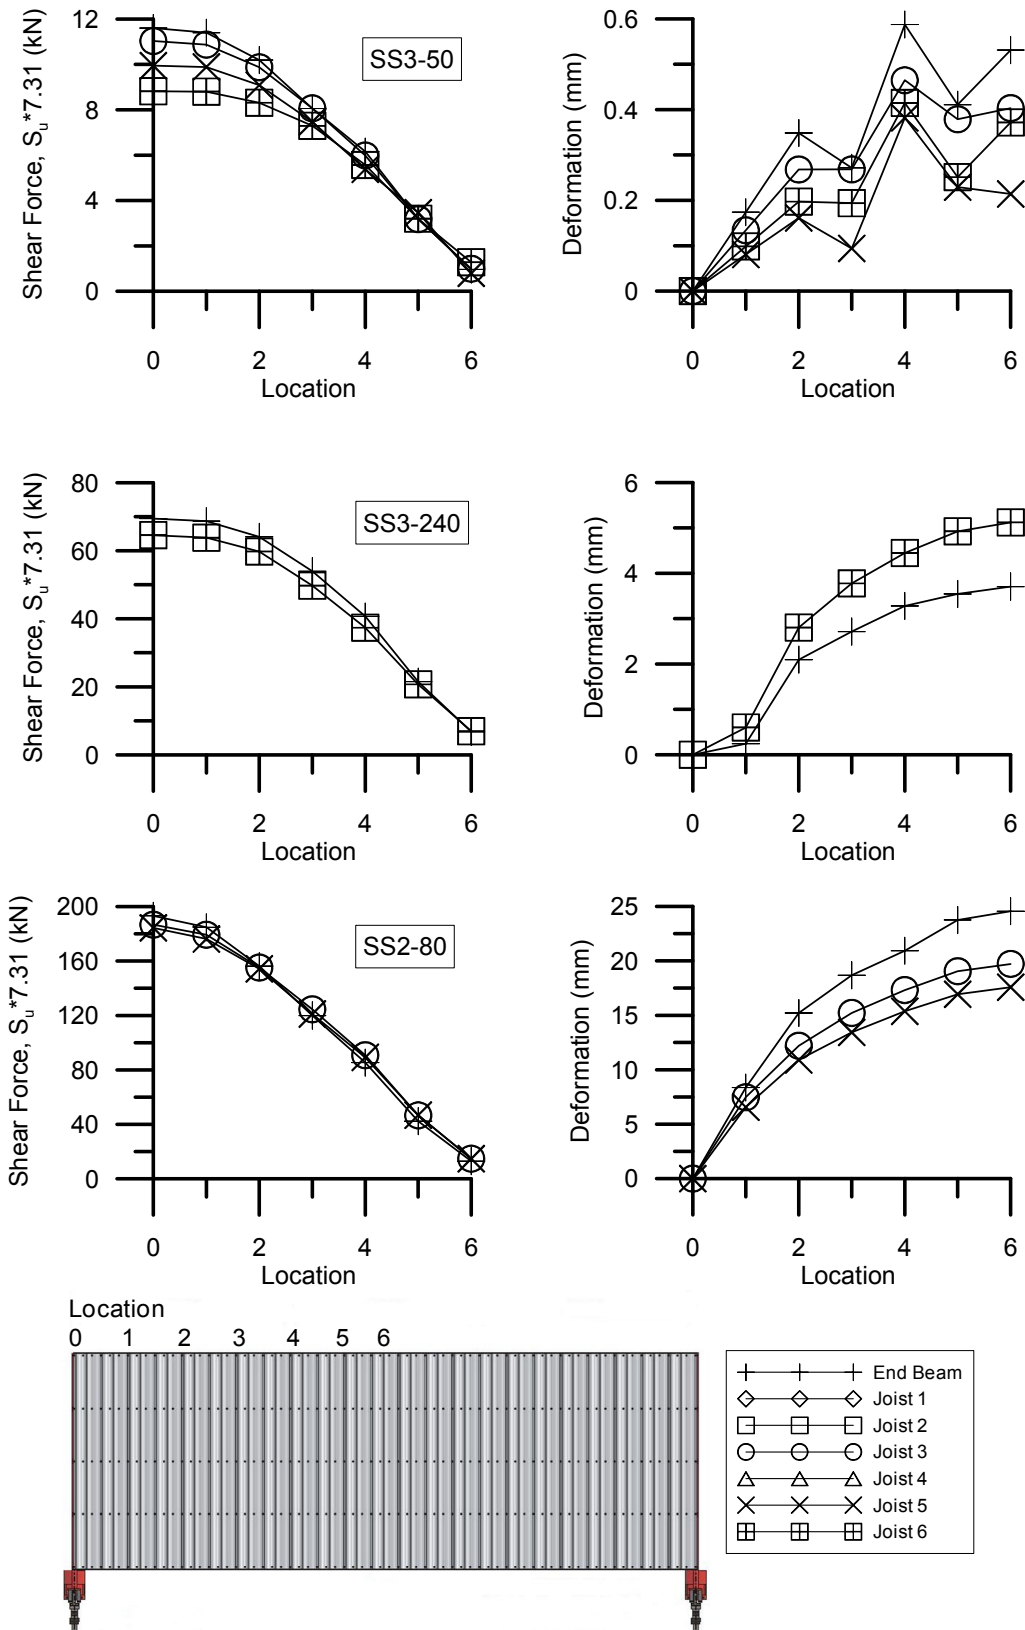 Shear Force, Su*7.31 (kN)
12
8
4
0
0 2 4 6
Location
SS3-50
Deformation (mm)
0.6
0.4
0.2
0
0 2 4 6
Location
Shear Force, Su*7.31 (kN)
80
60
40
20
0
0 2 4 6
Location
SS3-240
Deformation (mm)
6
4
2
0
0 2 4 6
Location
Shear Force, Su*7.31 (kN)
200
160
120
80
40
0
0 2 4 6
Location
SS2-80
Deformation (mm)
25
20
15
10
5
0
0 2 4 6
Location
Location
0 1 2 3 4 5 6
End Beam
Joist 1
Joist 2
Joist 3
Joist 4
Joist 5
Joist 6